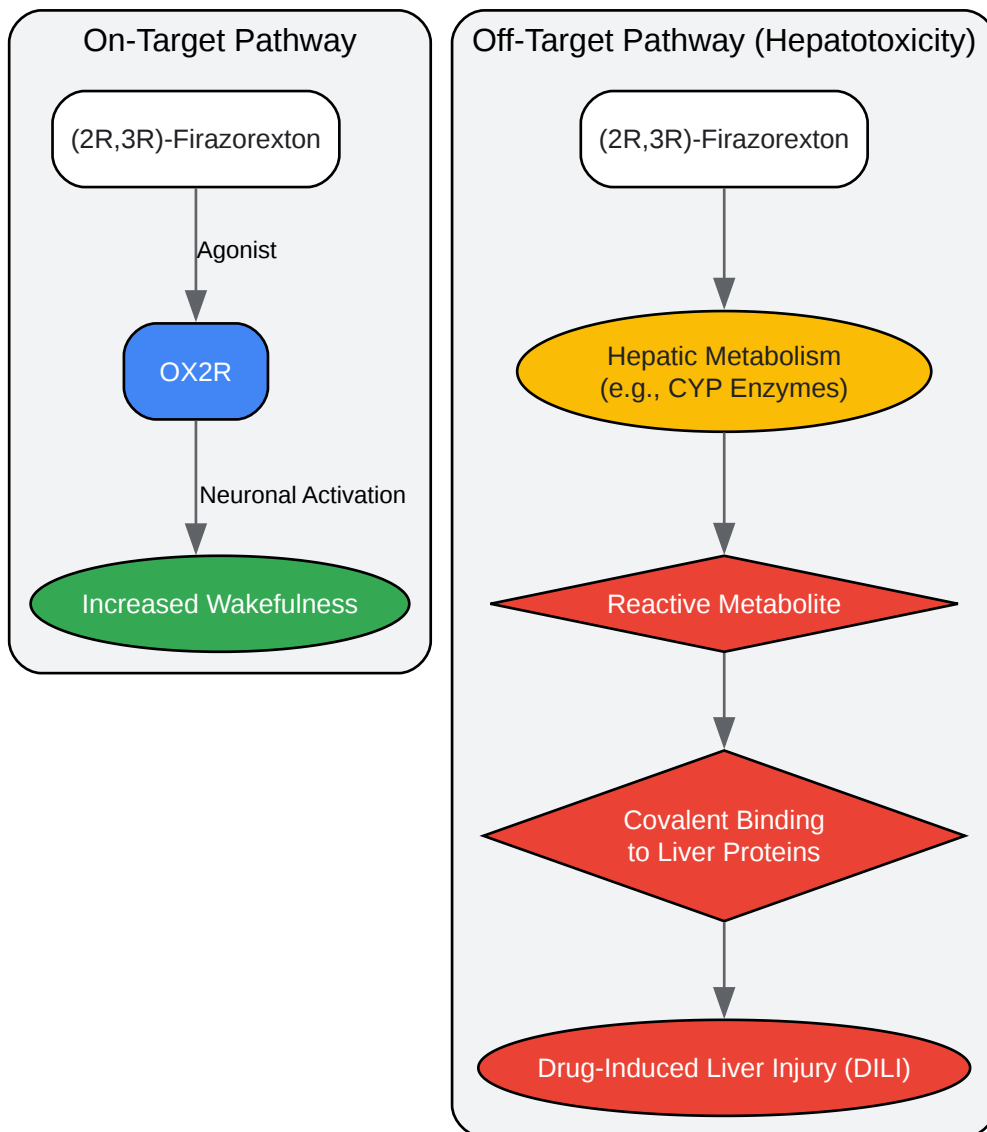 On-Target Pathway
(2R,3R)-Firazorexton
Agonist
OX2R
Neuronal Activation
Increased Wakefulness
Off-Target Pathway (Hepatotoxicity)
(2R,3R)-Firazorexton
Hepatic Metabolism
(e.g., CYP Enzymes)
Reactive Metabolite
Covalent Binding
to Liver Proteins
Drug-Induced Liver Injury (DILI)